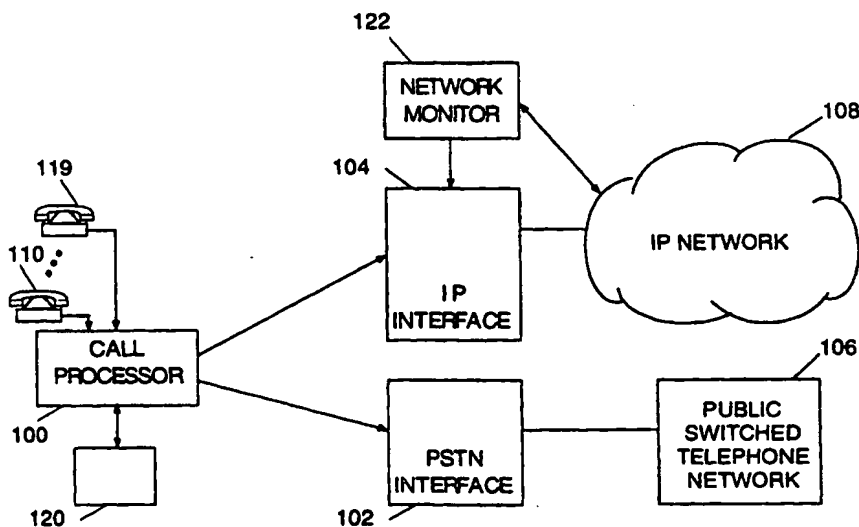 122
NETWORK
MONITOR
108
104
119
IP NETWORK
110
IP
INTERFACE
CALL
PROCESSOR
106
100
PUBLIC
SWITCHED
TELEPHONE
NETWORK
PSTN
INTERFACE
120
102